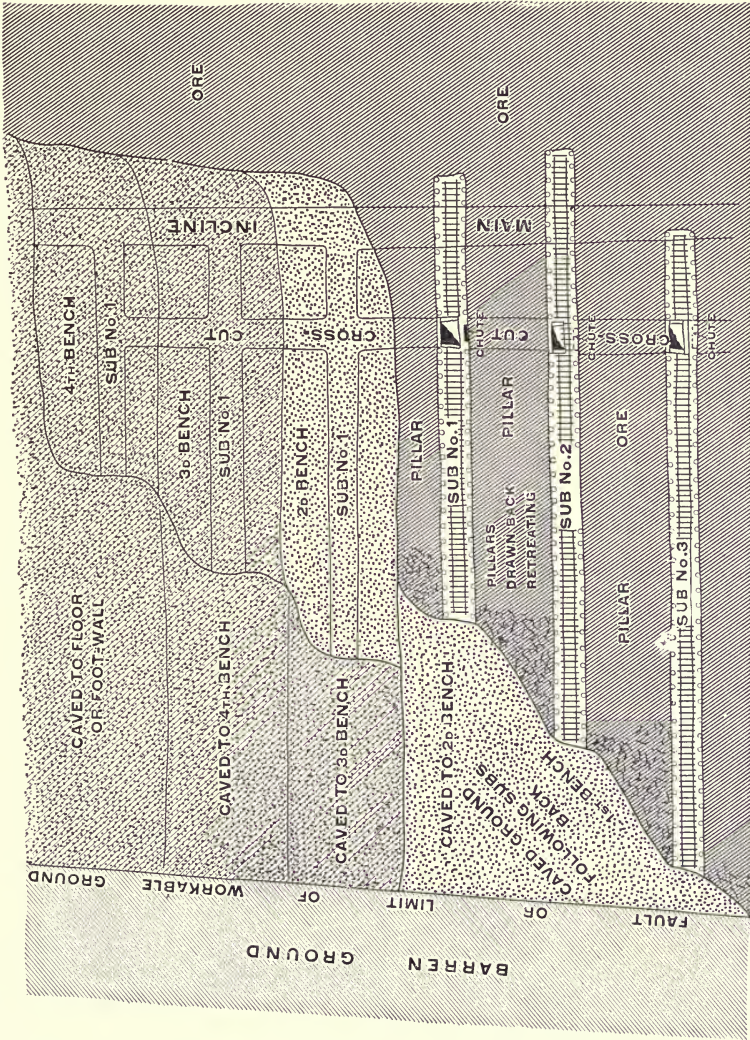 ORE
ORE
INCLINE
MAIN
4TH BENCH
SUB No.1
CUT
CROSS-
3D BENCH
SUB No.1
2D BENCH
SUB No.1
PILLAR
SUB No.1
CHUTE
CUT
PILLAR
CHUTE
CROSS-
CHUTE
ORE
SUB No.2
PILLARS
DRAWN BACK
RETREATING
PILLAR
SUB No.3
CAVED TO FLOOR
OR FOOT-WALL
CAVED TO 4TH BENCH
CAVED TO 3D BENCH
CAVED TO 2D BENCH
CAVED GROUND
FOLLOWING SUBS
BACK
1ST BENCH
FAULT OR LIMIT OF WORKABLE GROUND
BARREN GROUND